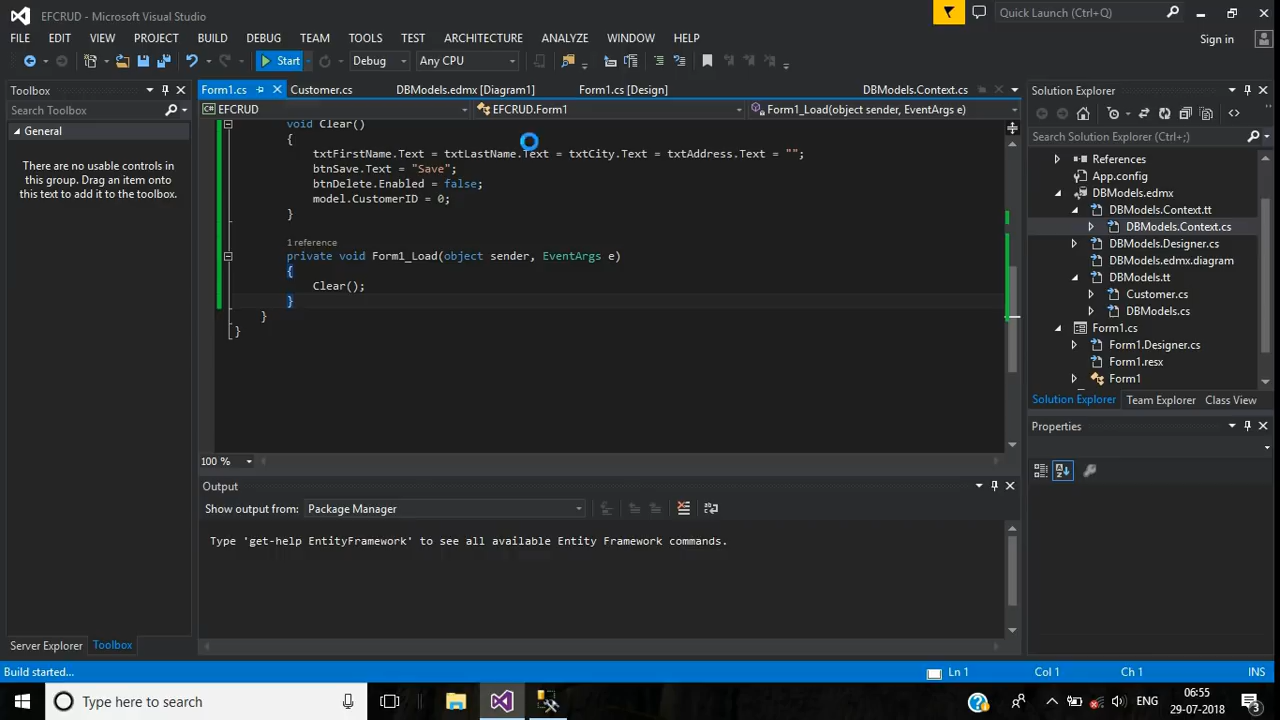 EFCRUD - Microsoft Visual Studio
Quick Launch (Ctrl+Q)
FILE EDIT VIEW PROJECT BUILD DEBUG TEAM TOOLS TEST ARCHITECTURE ANALYZE WINDOW HELP
Sign in
Start Debug Any CPU
Toolbox
Search Toolbox
General
There are no usable controls in
this group. Drag an item onto
this text to add it to the toolbox.
Form1.cs Customer.cs DBModels.edmx [Diagram1] Form1.cs [Design] DBModels.Context.cs
EFCRUD EFCRUD.Form1 Form1_Load(object sender, EventArgs e)
void Clear()
{
txtFirstName.Text = txtLastName.Text = txtCity.Text = txtAddress.Text = "";
btnSave.Text = "Save";
btnDelete.Enabled = false;
model.CustomerID = 0;
}
1 reference
private void Form1_Load(object sender, EventArgs e)
{
Clear();
}
}
}
100 %
Output
Show output from: Package Manager
Type 'get-help EntityFramework' to see all available Entity Framework commands.
Solution Explorer
Search Solution Explorer (Ctrl+;)
References
App.config
DBModels.edmx
DBModels.Context.tt
DBModels.Context.cs
DBModels.Designer.cs
DBModels.edmx.diagram
DBModels.tt
Customer.cs
DBModels.cs
Form1.cs
Form1.Designer.cs
Form1.resx
Form1
Solution Explorer Team Explorer Class View
Properties
Server Explorer Toolbox
Build started... Ln 1 Col 1 Ch 1 INS
Type here to search
ENG
06:55
29-07-2018
3